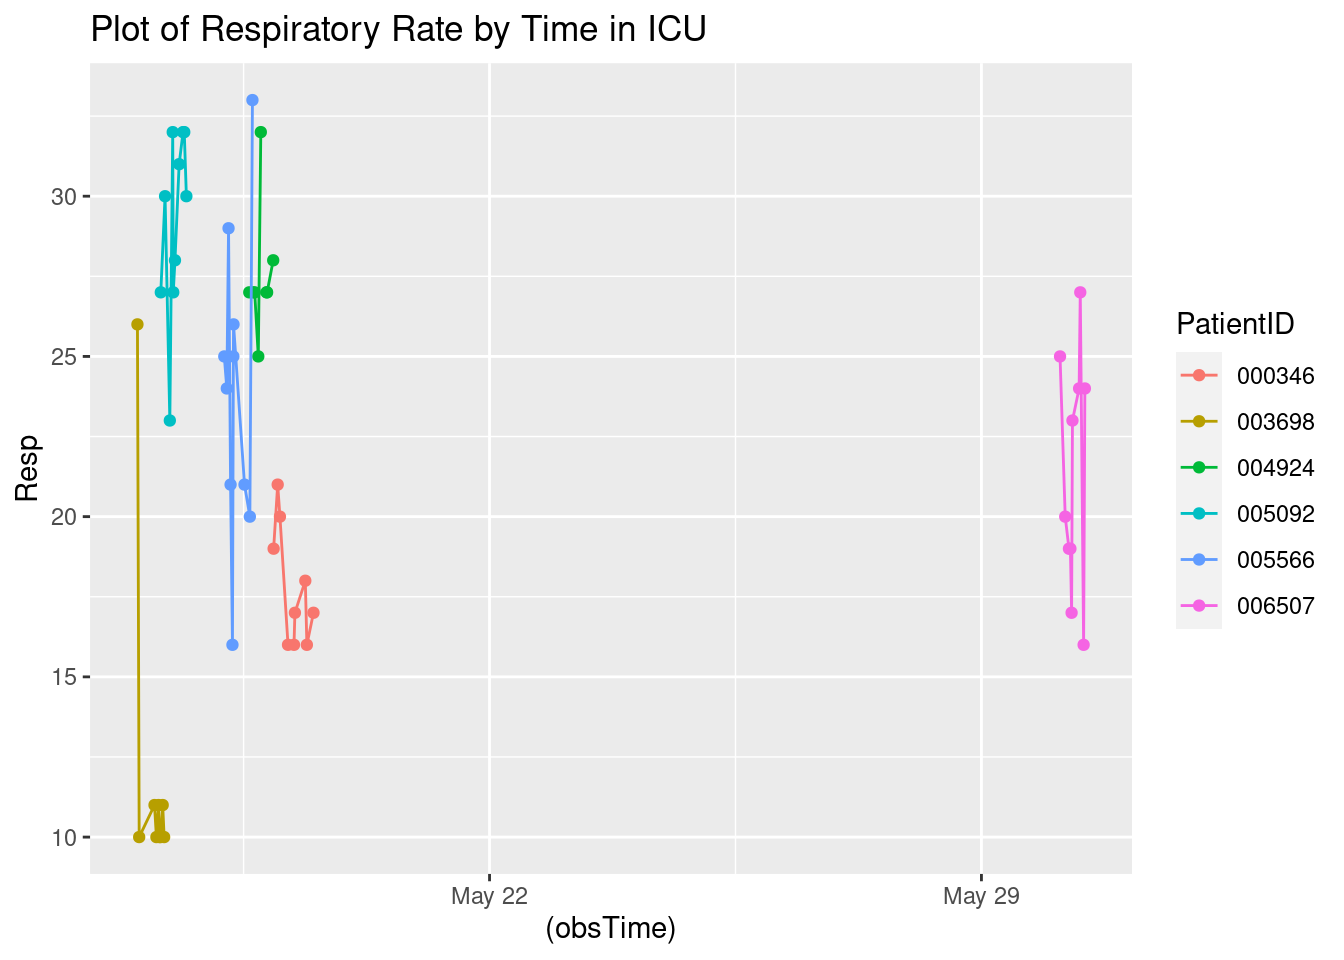 Plot of Respiratory Rate by Time in ICU
Resp
30
25
20
15
10
May 22
May 29
(obsTime)
PatientID
000346
003698
004924
005092
005566
006507